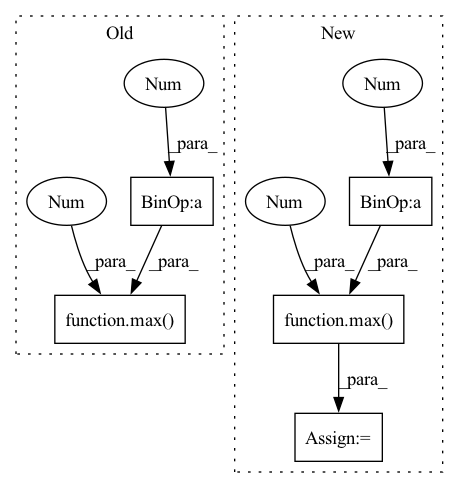 Old
New
Num
Num
_para_
_para_
Num
BinOp:a
Num
BinOp:a
_para_
_para_
_para_
_para_
function.max()
function.max()
_para_
Assign:=